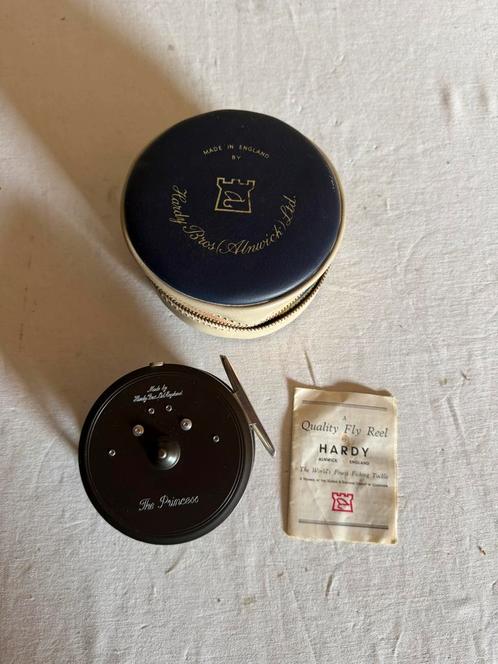 MADE IN ENGLAND
BY
a
Hardy Bros (Alnwick) Ltd.
Made by
Hardy Bros. Ltd. England
The Princess
A
Quality Fly Reel
BY
HARDY
ALNWICK ENGLAND
The World's Finest Fishing Tackle
a